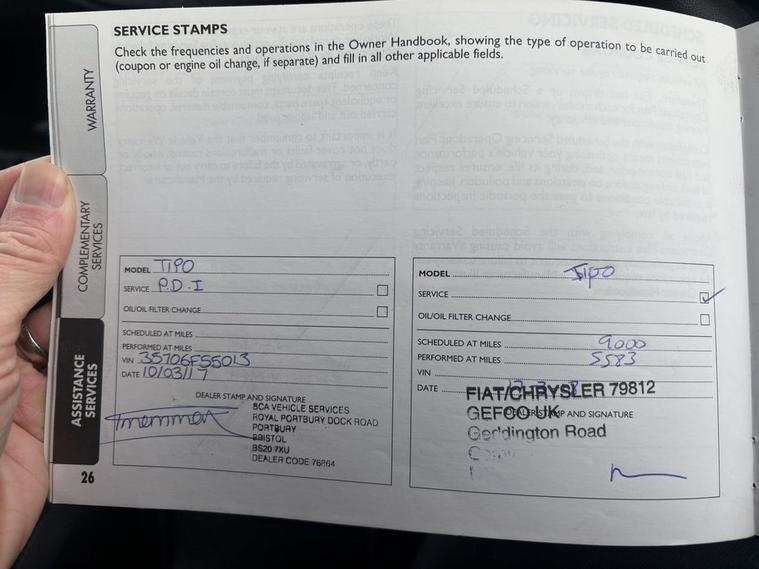 SERVICE STAMPS
Check the frequencies and operations in the Owner Handbook, showing the type of operation to be carried out
(coupon or engine oil change, if separate) and fill in all other applicable fields.
WARRANTY
COMPLEMENTARY
SERVICES
ASSISTANCE
SERVICES
MODEL TIPO
SERVICE P.D.I
OIL/OIL FILTER CHANGE
SCHEDULED AT MILES
PERFORMED AT MILES
VIN 35706F55013
DATE 10/03/17
DEALER STAMP AND SIGNATURE
BCA VEHICLE SERVICES
ROYAL PORTBURY DOCK ROAD
PORTBURY
BRISTOL
BS20 7XU
DEALER CODE 76864
MODEL Tipo
SERVICE
OIL/OIL FILTER CHANGE
SCHEDULED AT MILES 9000
PERFORMED AT MILES 5583
VIN
DATE
FIAT/CHRYSLER 79812
DEALER STAMP AND SIGNATURE
GEFCO UK
Geddington Road
26